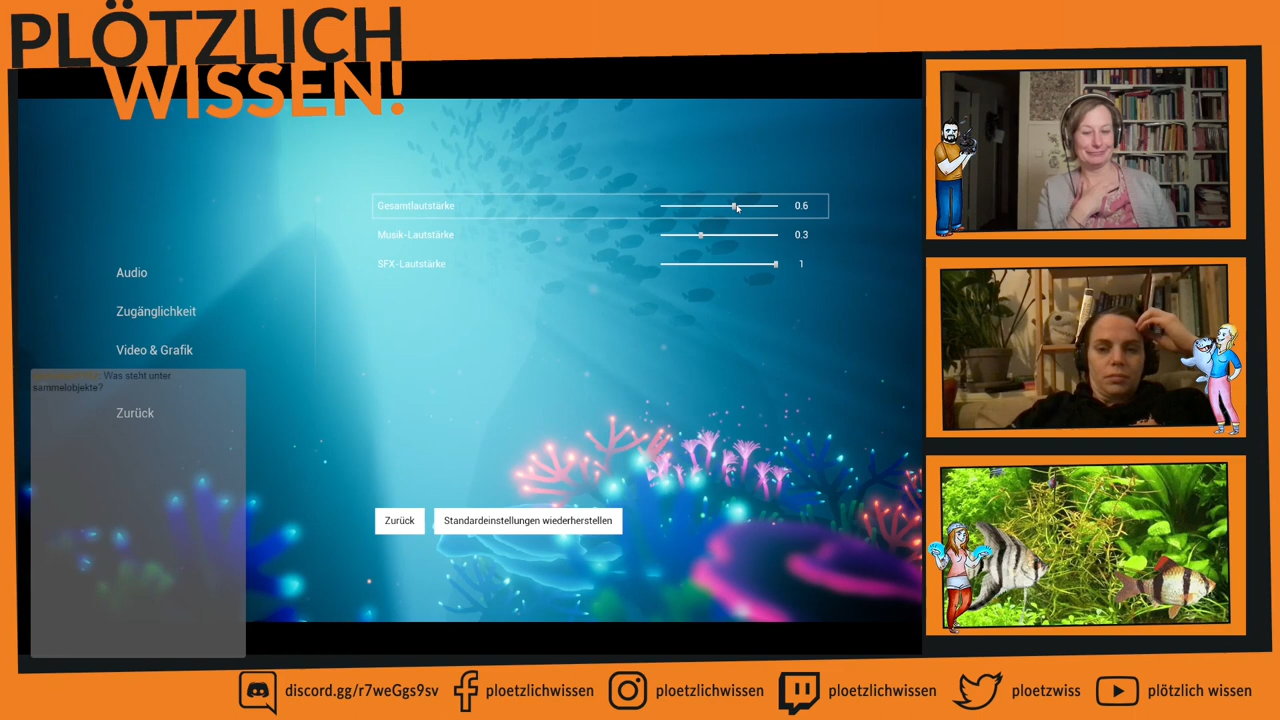 PLÖTZLICH
WISSEN!
Gesamtlautstärke 0.6
Musik-Lautstärke 0.3
SFX-Lautstärke 1
Audio
Zugänglichkeit
Video & Grafik
Was steht unter
sammelobjekte?
Zurück
Zurück Standardeinstellungen wiederherstellen
discord.gg/r7weGgs9sv ploetzlichwissen ploetzlichwissen ploetzlichwissen ploetzwiss plötzlich wissen